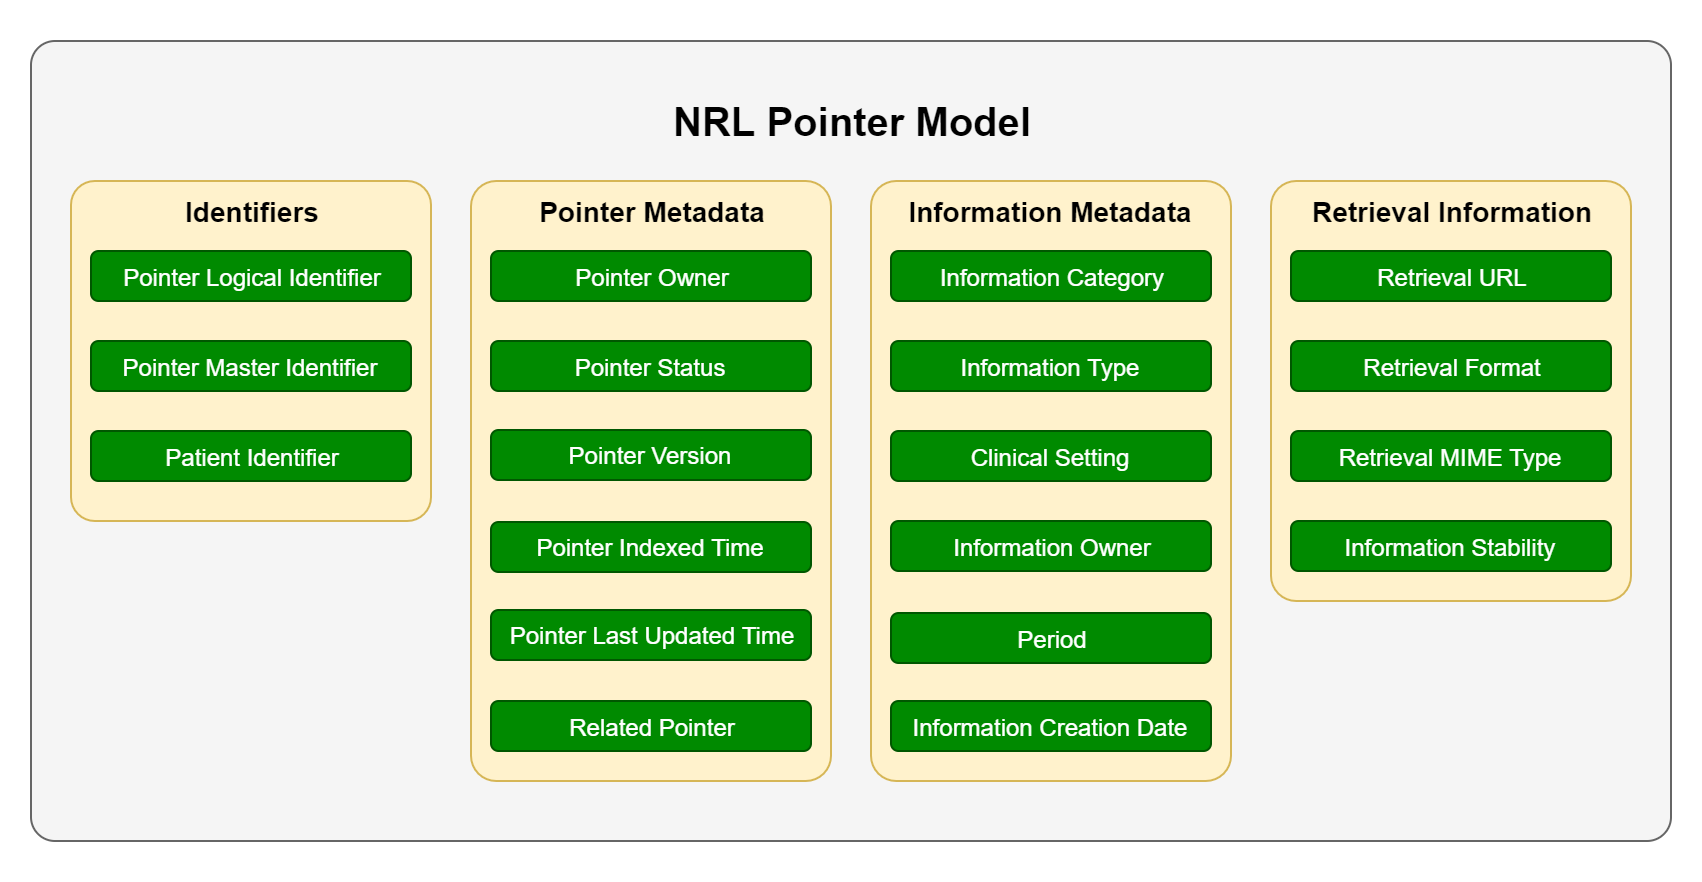 NRL Pointer Model
Identifiers
Pointer Logical Identifier
Pointer Master Identifier
Patient Identifier
Pointer Metadata
Pointer Owner
Pointer Status
Pointer Version
Pointer Indexed Time
Pointer Last Updated Time
Related Pointer
Information Metadata
Information Category
Information Type
Clinical Setting
Information Owner
Period
Information Creation Date
Retrieval Information
Retrieval URL
Retrieval Format
Retrieval MIME Type
Information Stability